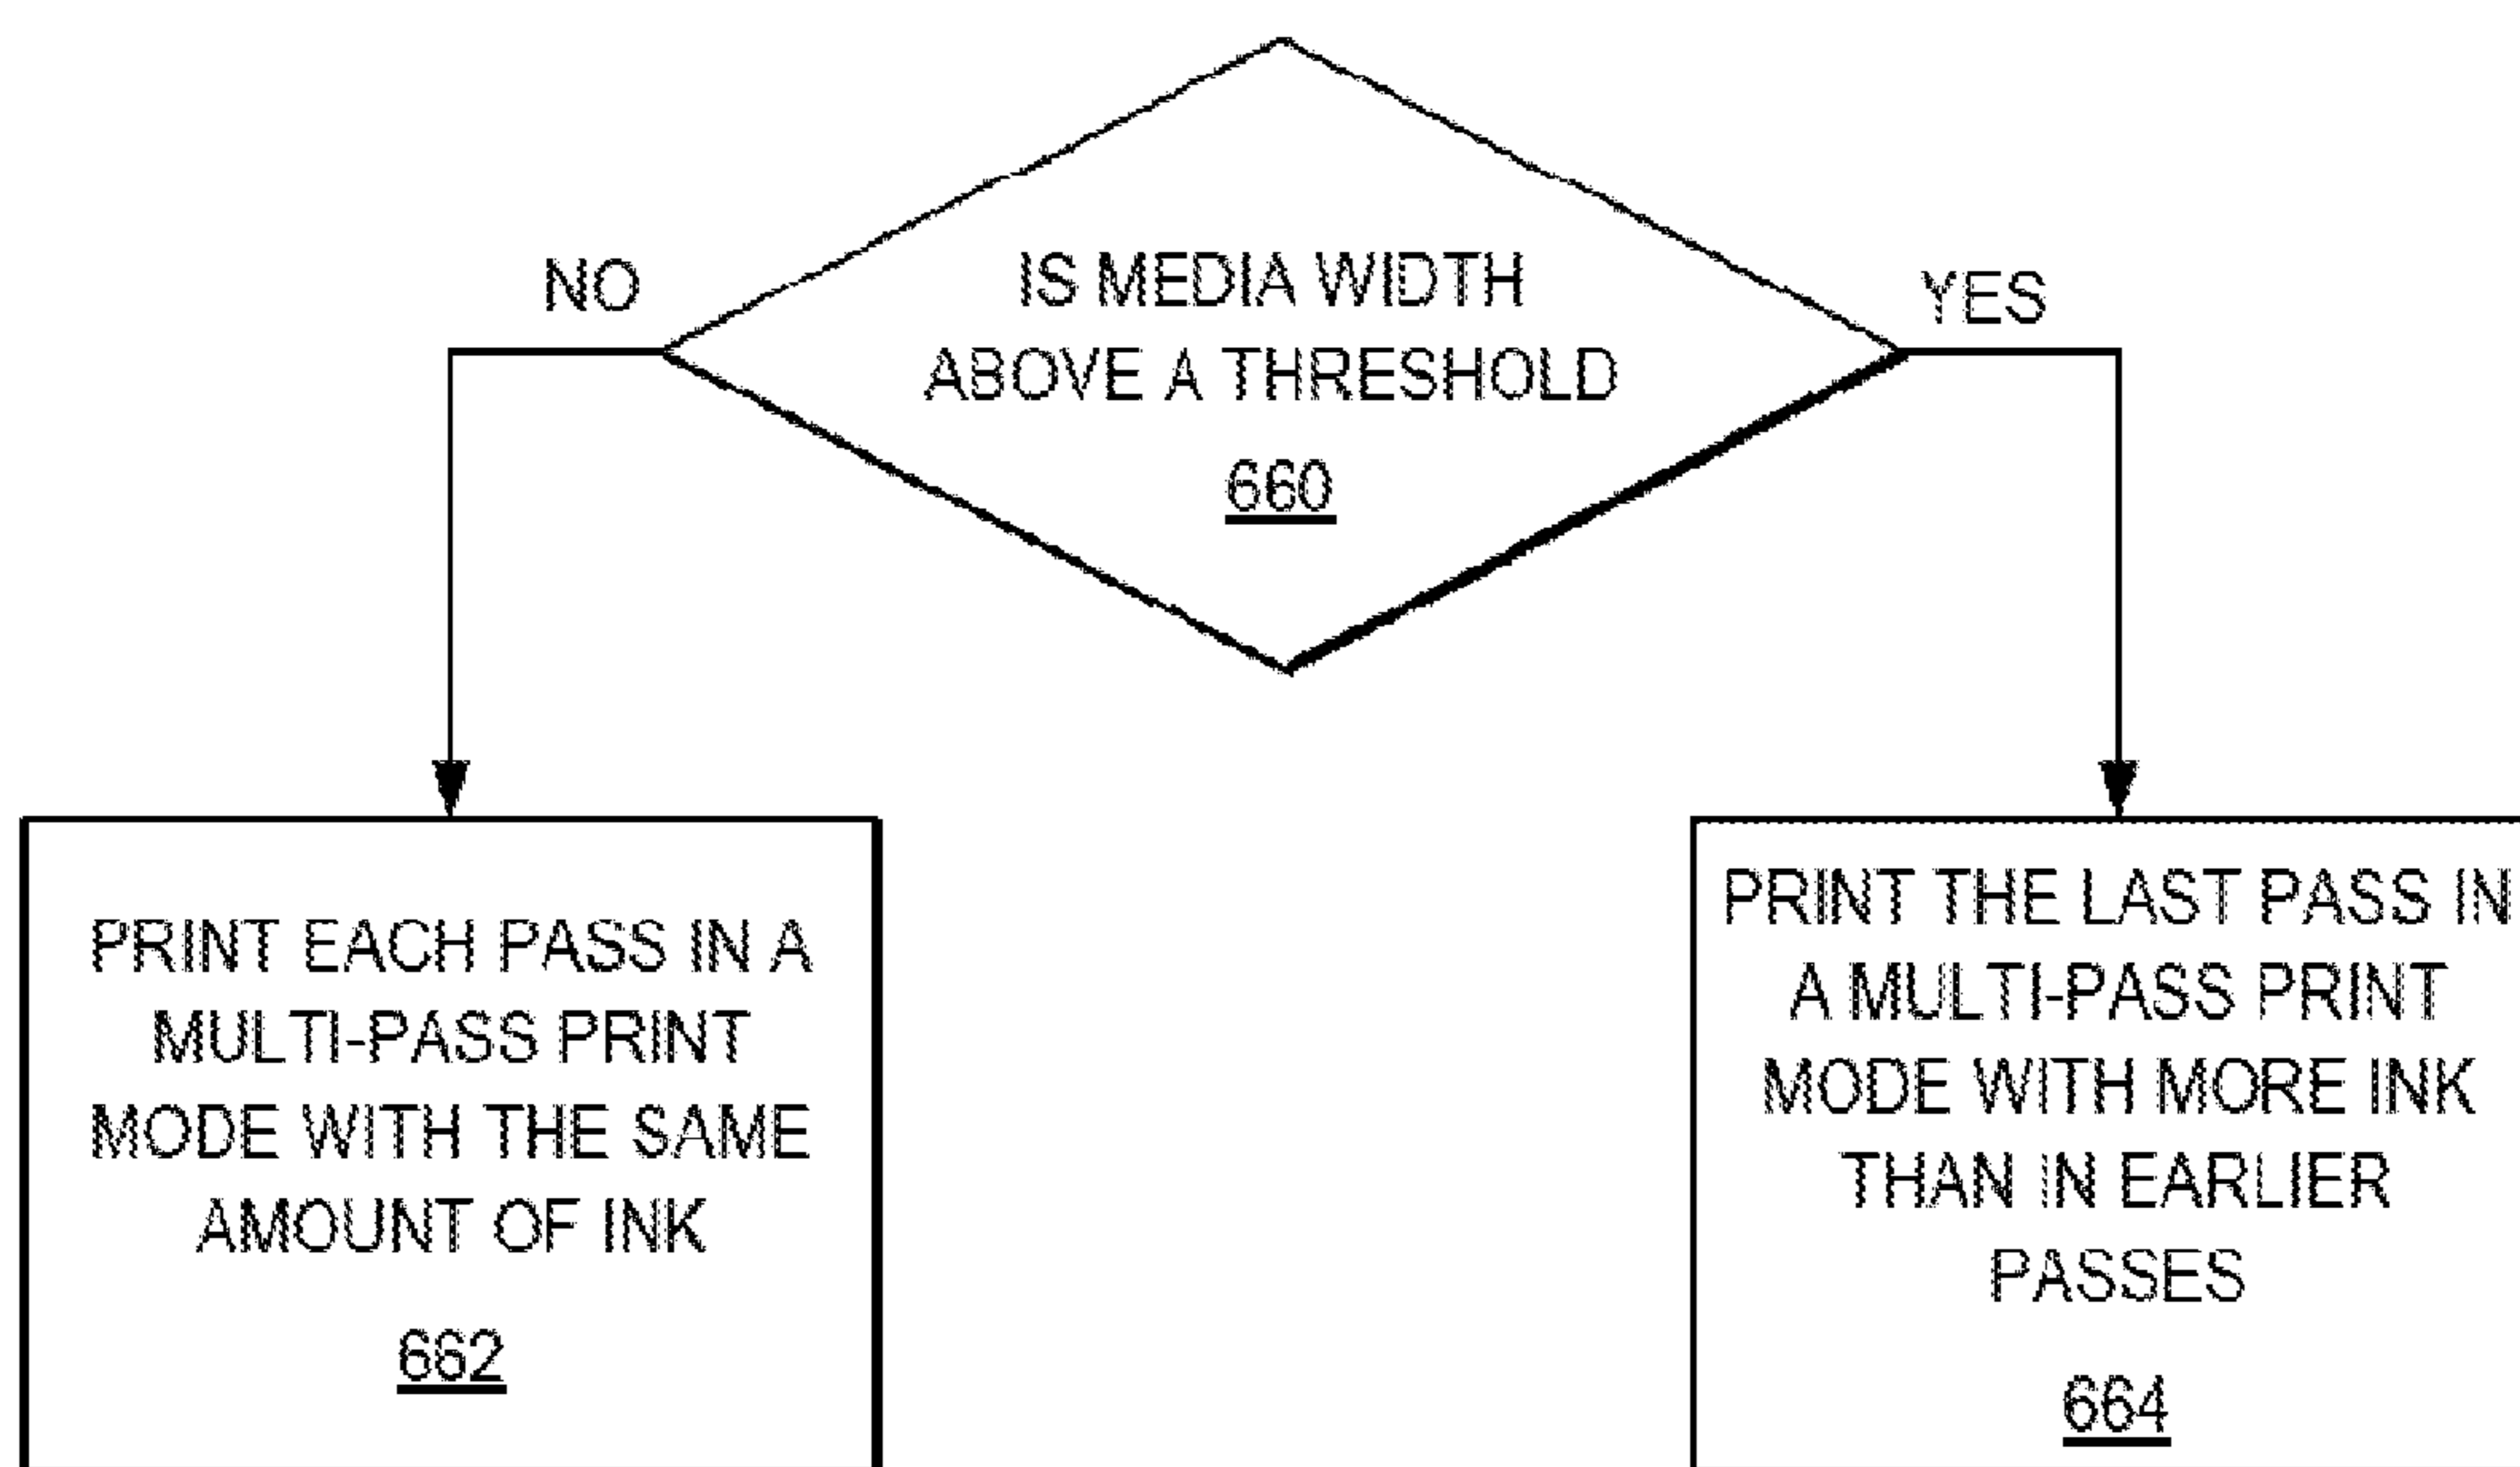 IS MEDIA WIDTH
ABOVE A THRESHOLD
660
NO
YES
PRINT EACH PASS IN A
MULTI-PASS PRINT
MODE WITH THE SAME
AMOUNT OF INK
662
PRINT THE LAST PASS IN
A MULTI-PASS PRINT
MODE WITH MORE INK
THAN IN EARLIER
PASSES
664